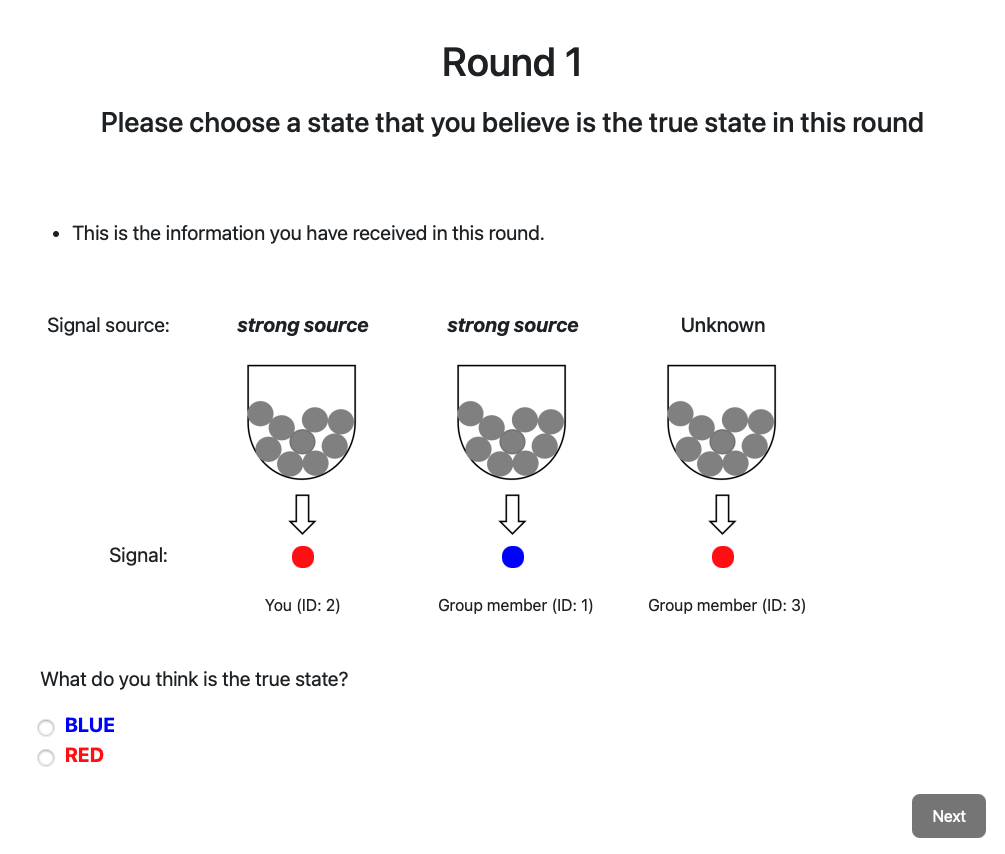 Round 1
Please choose a state that you believe is the true state in this round
• This is the information you have received in this round.
Signal source: strong source strong source Unknown
Signal:
You (ID: 2) Group member (ID: 1) Group member (ID: 3)
What do you think is the true state?
BLUE
RED
Next